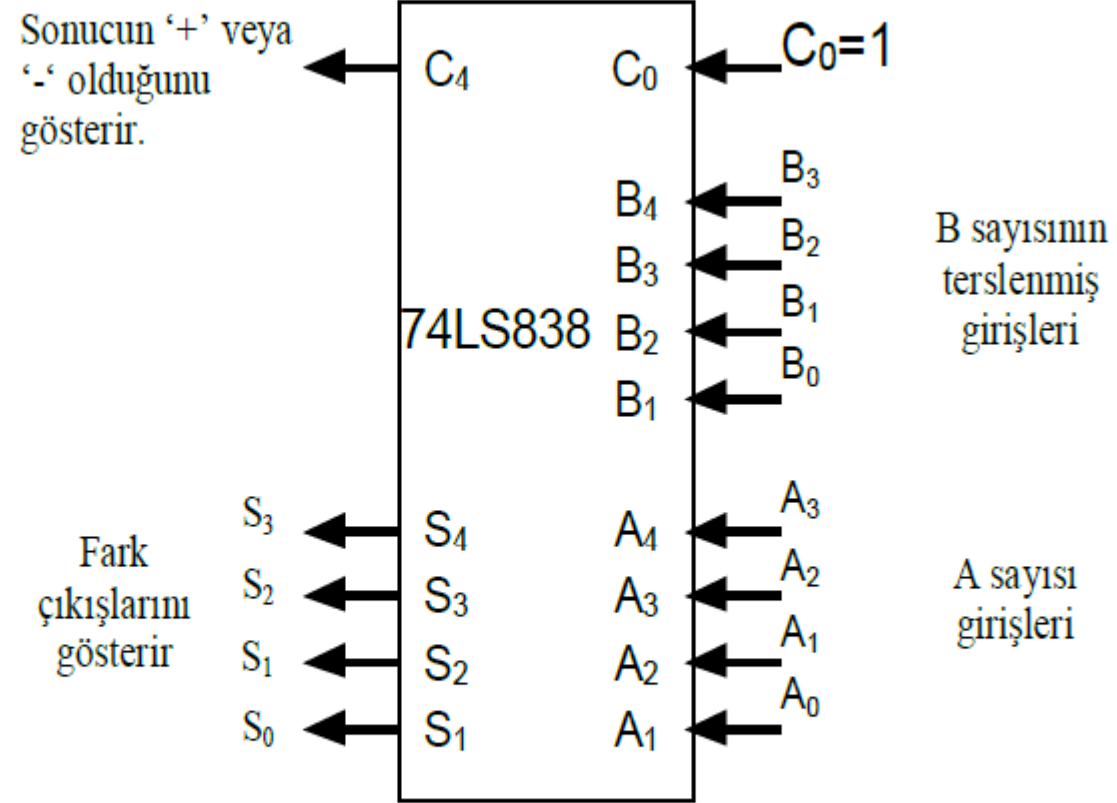 Sonucun ‘+’ veya
‘-‘ olduğunu
gösterir.
C₄
C₀
C₀=1
B₄
B₃
B₃
B₂
B₂
B₁
B₁
B₀
B sayısının
terslenmiş
girişleri
74LS838
Fark
çıkışlarını
gösterir
S₃
S₂
S₁
S₀
S₄
S₃
S₂
S₁
A₄
A₃
A₂
A₁
A₃
A₂
A₁
A₀
A sayısı
girişleri